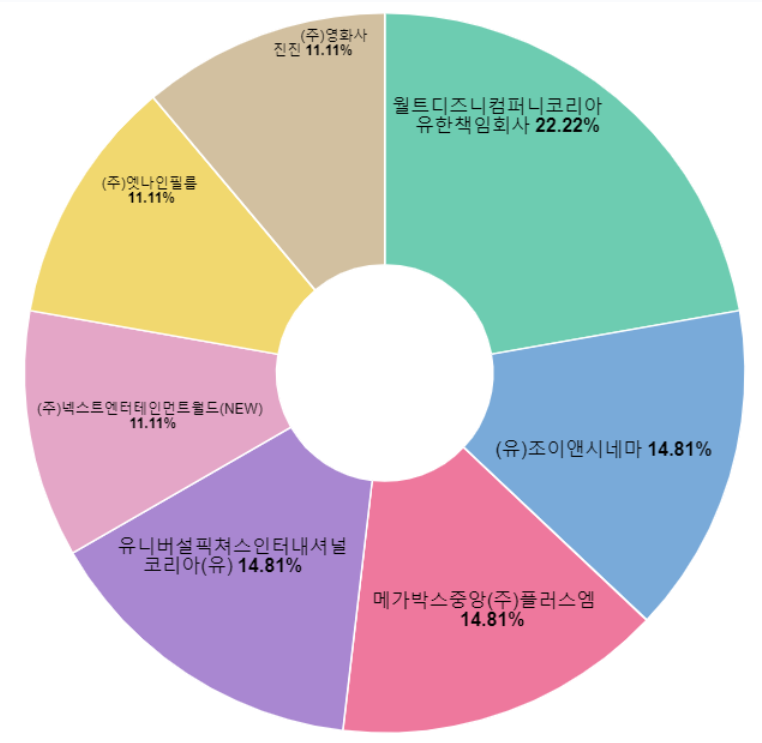 월트디즈니컴퍼니코리아
유한책임회사 22.22%
(유)조이앤시네마 14.81%
메가박스중앙(주)플러스엠
14.81%
유니버설픽쳐스인터내셔널
코리아(유) 14.81%
(주)넥스트엔터테인먼트월드(NEW)
11.11%
(주)엣나인필름
11.11%
(주)영화사
진진 11.11%